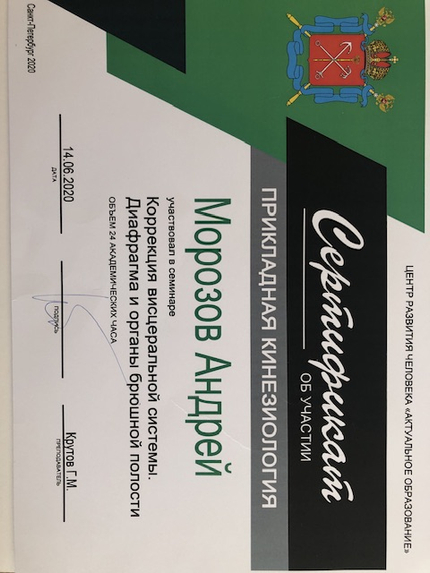 ЦЕНТР РАЗВИТИЯ ЧЕЛОВЕКА «АКТУАЛЬНОЕ ОБРАЗОВАНИЕ»
Сертификат
ОБ УЧАСТИИ
ПРИКЛАДНАЯ КИНЕЗИОЛОГИЯ
Морозов Андрей
участвовал в семинаре
Коррекция висцеральной системы.
Диафрагма и органы брюшной полости
ОБЪЕМ 24 АКАДЕМИЧЕСКИХ ЧАСА
14.06.2020
ДАТА
ПОДПИСЬ
Крутов Г.М.
ПРЕПОДАВАТЕЛЬ
Санкт-Петербург 2020